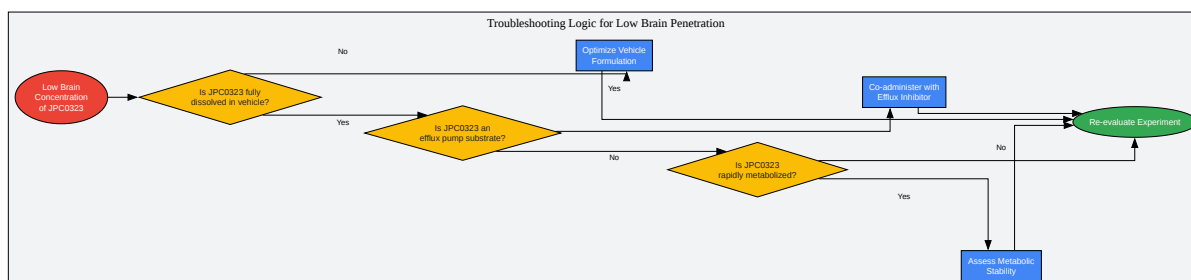 Troubleshooting Logic for Low Brain Penetration
No
Optimize Vehicle
Formulation
Low Brain
Concentration
of JPC0323
Is JPC0323 fully
dissolved in vehicle?
Yes
Co-administer with
Efflux Inhibitor
Yes
Is JPC0323 an
efflux pump substrate?
Re-evaluate Experiment
No
No
Is JPC0323
rapidly metabolized?
Yes
Assess Metabolic
Stability